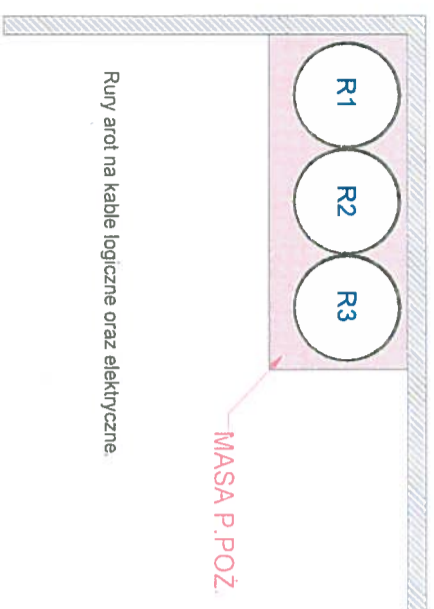 R1
R2
R3
MASA P.POŻ.
Rury arot na kable logiczne oraz elektryczne.